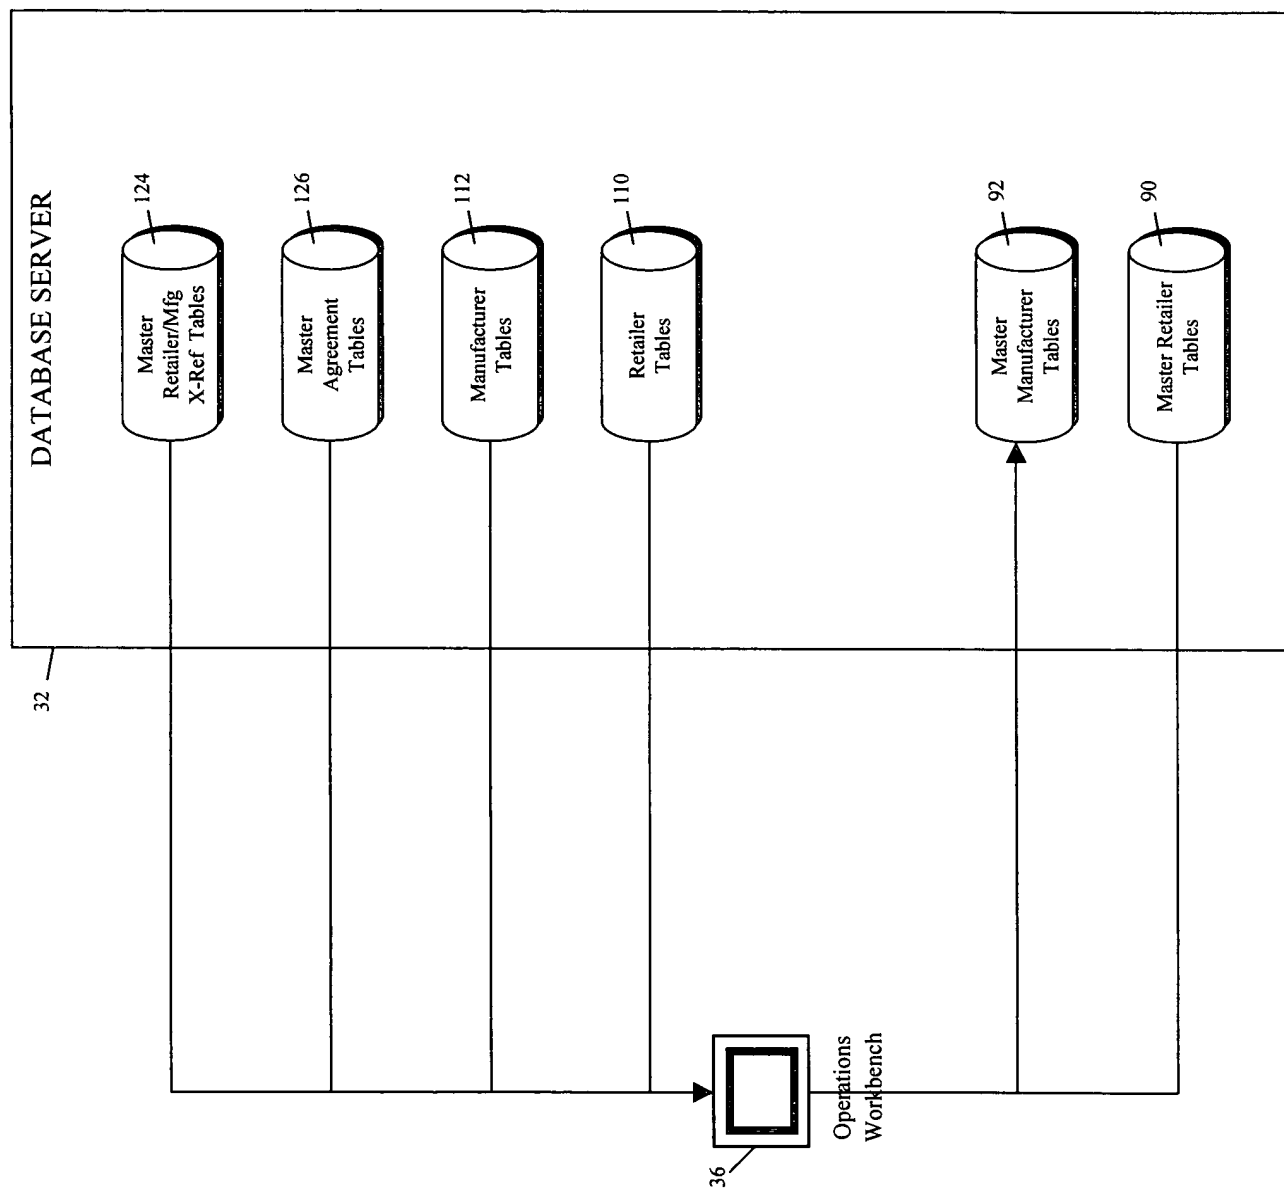 DATABASE SERVER
124
Master
Retailer/Mfg
X-Ref Tables
126
Master
Agreement
Tables
112
Manufacturer
Tables
110
Retailer
Tables
92
Master
Manufacturer
Tables
90
Master Retailer
Tables
32
36
Operations
Workbench